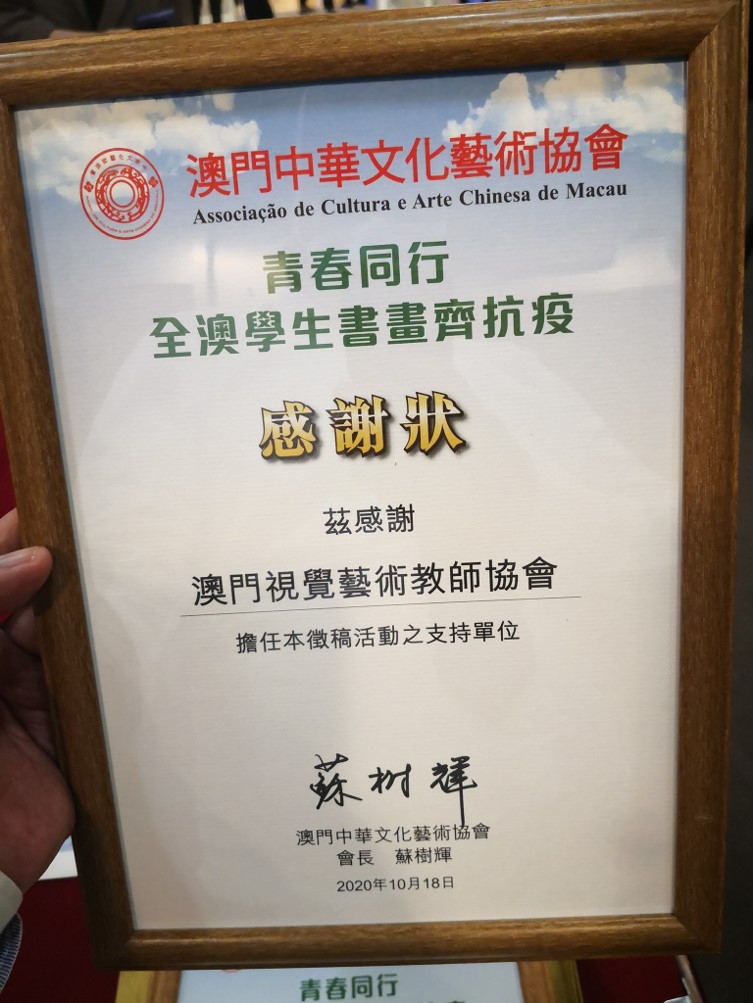 澳門中華文化藝術協會
Associação de Cultura e Arte Chinesa de Macau
青春同行
全澳學生書畫齊抗疫
感謝狀
茲感謝
澳門視覺藝術教師協會
擔任本徵稿活動之支持單位
蘇树輝
澳門中華文化藝術協會
會長 蘇樹輝
2020年10月18日
青春同行